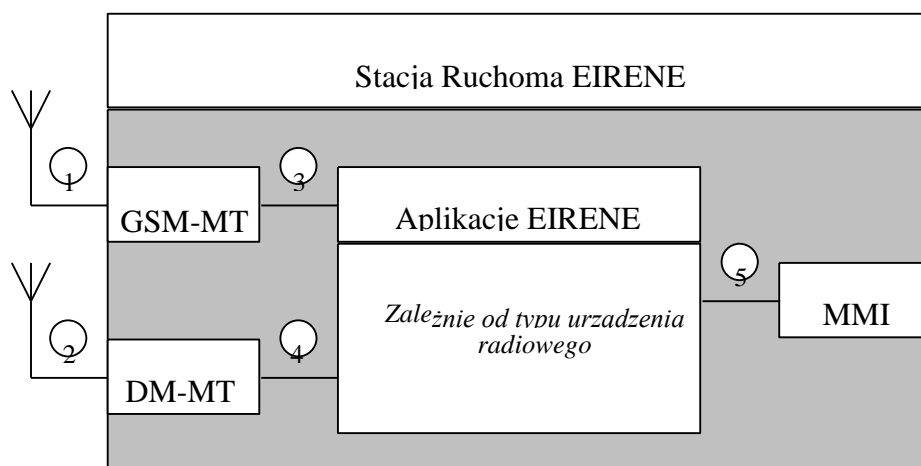 Stacja Ruchoma EIRENE
1
3
GSM-MT
Aplikacje EIRENE
5
Zależnie od typu urządzenia
radiowego
MMI
2
4
DM-MT